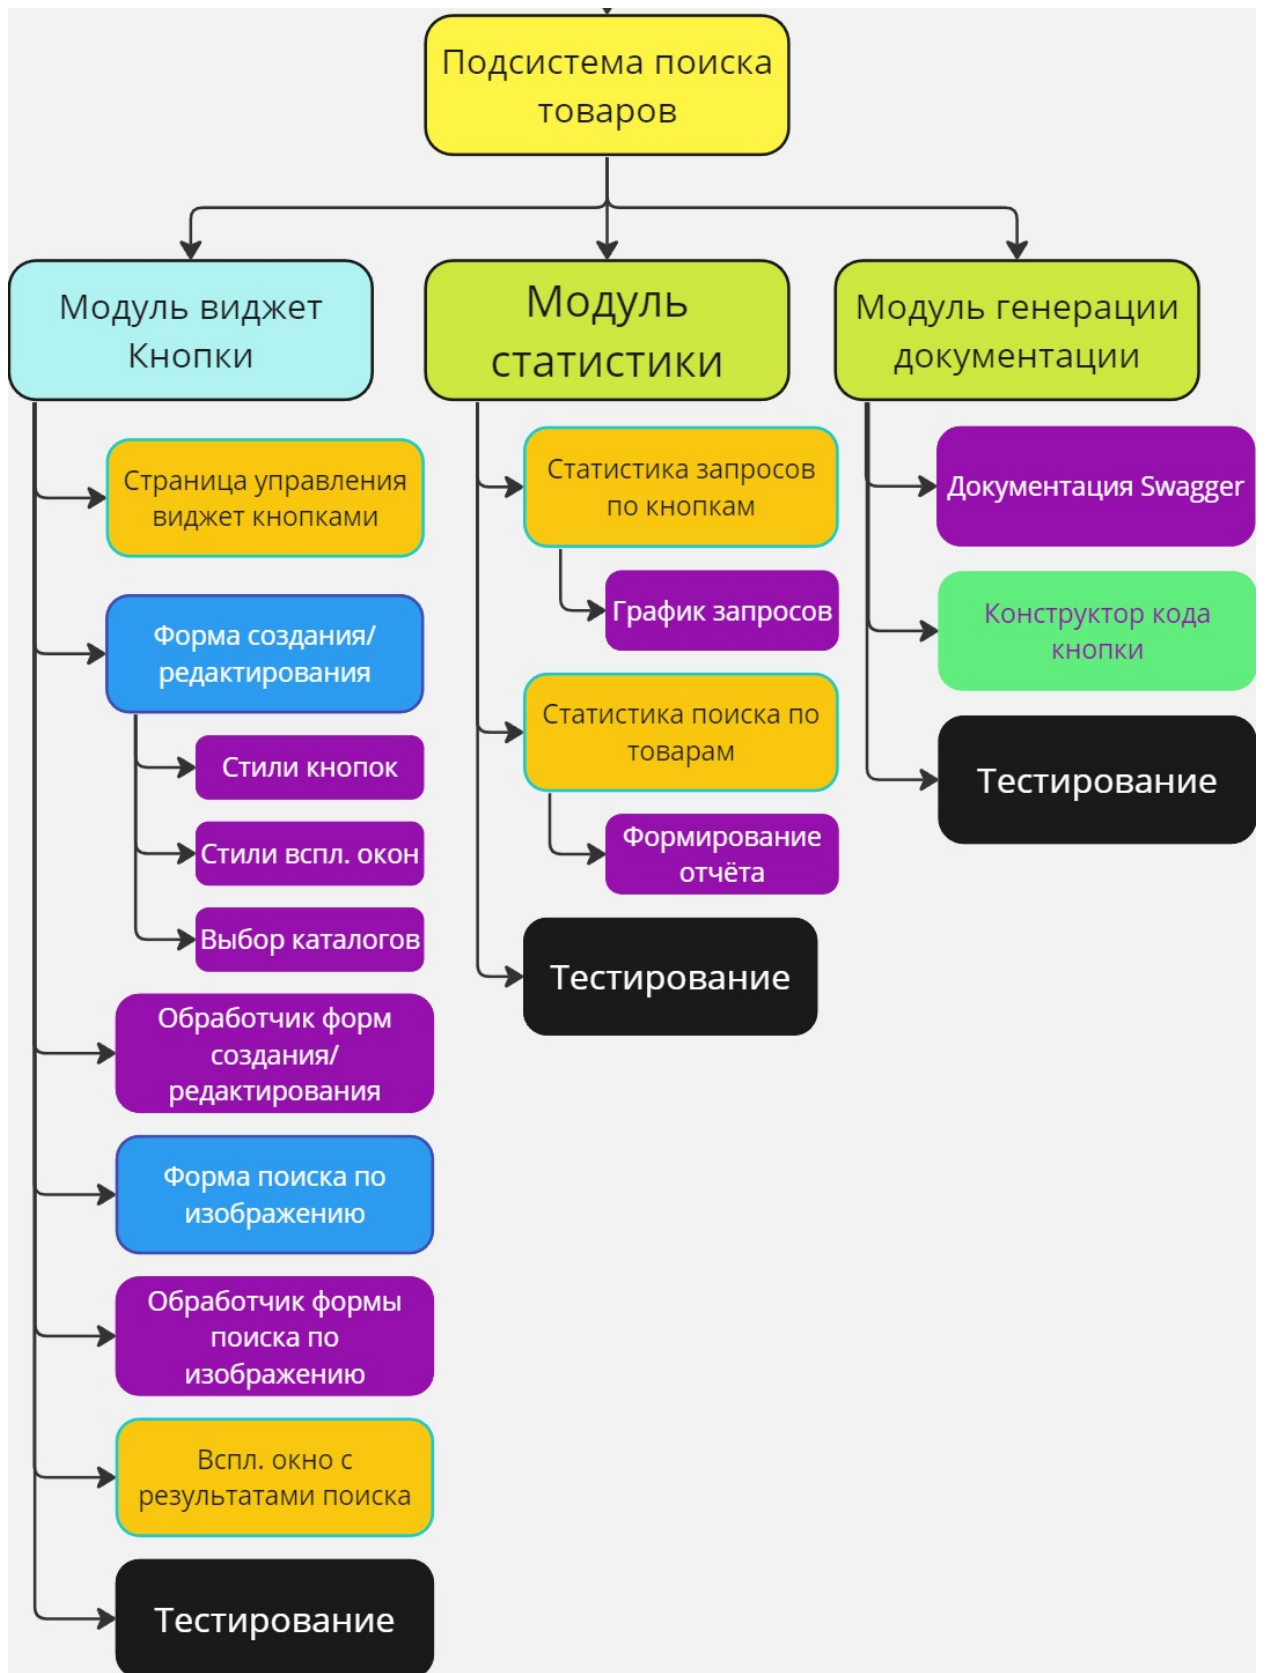 Подсистема поиска
товаров
Модуль виджет
Кнопки
Страница управления
виджет кнопками
Форма создания/
редактирования
Стили кнопок
Стили вспл. окон
Выбор каталогов
Обработчик форм
создания/
редактирования
Форма поиска по
изображению
Обработчик формы
поиска по
изображению
Вспл. окно с
результатами поиска
Тестирование
Модуль
статистики
Статистика запросов
по кнопкам
График запросов
Статистика поиска по
товарам
Формирование
отчёта
Тестирование
Модуль генерации
документации
Документация Swagger
Конструктор кода
кнопки
Тестирование